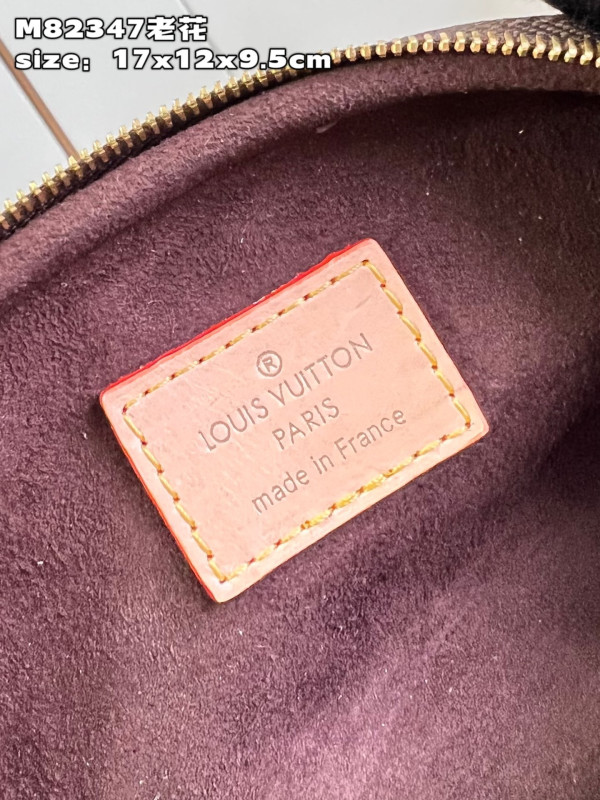 M82347老花
size：17x12x9.5cm
®
LOUIS VUITTON
PARIS
made in France